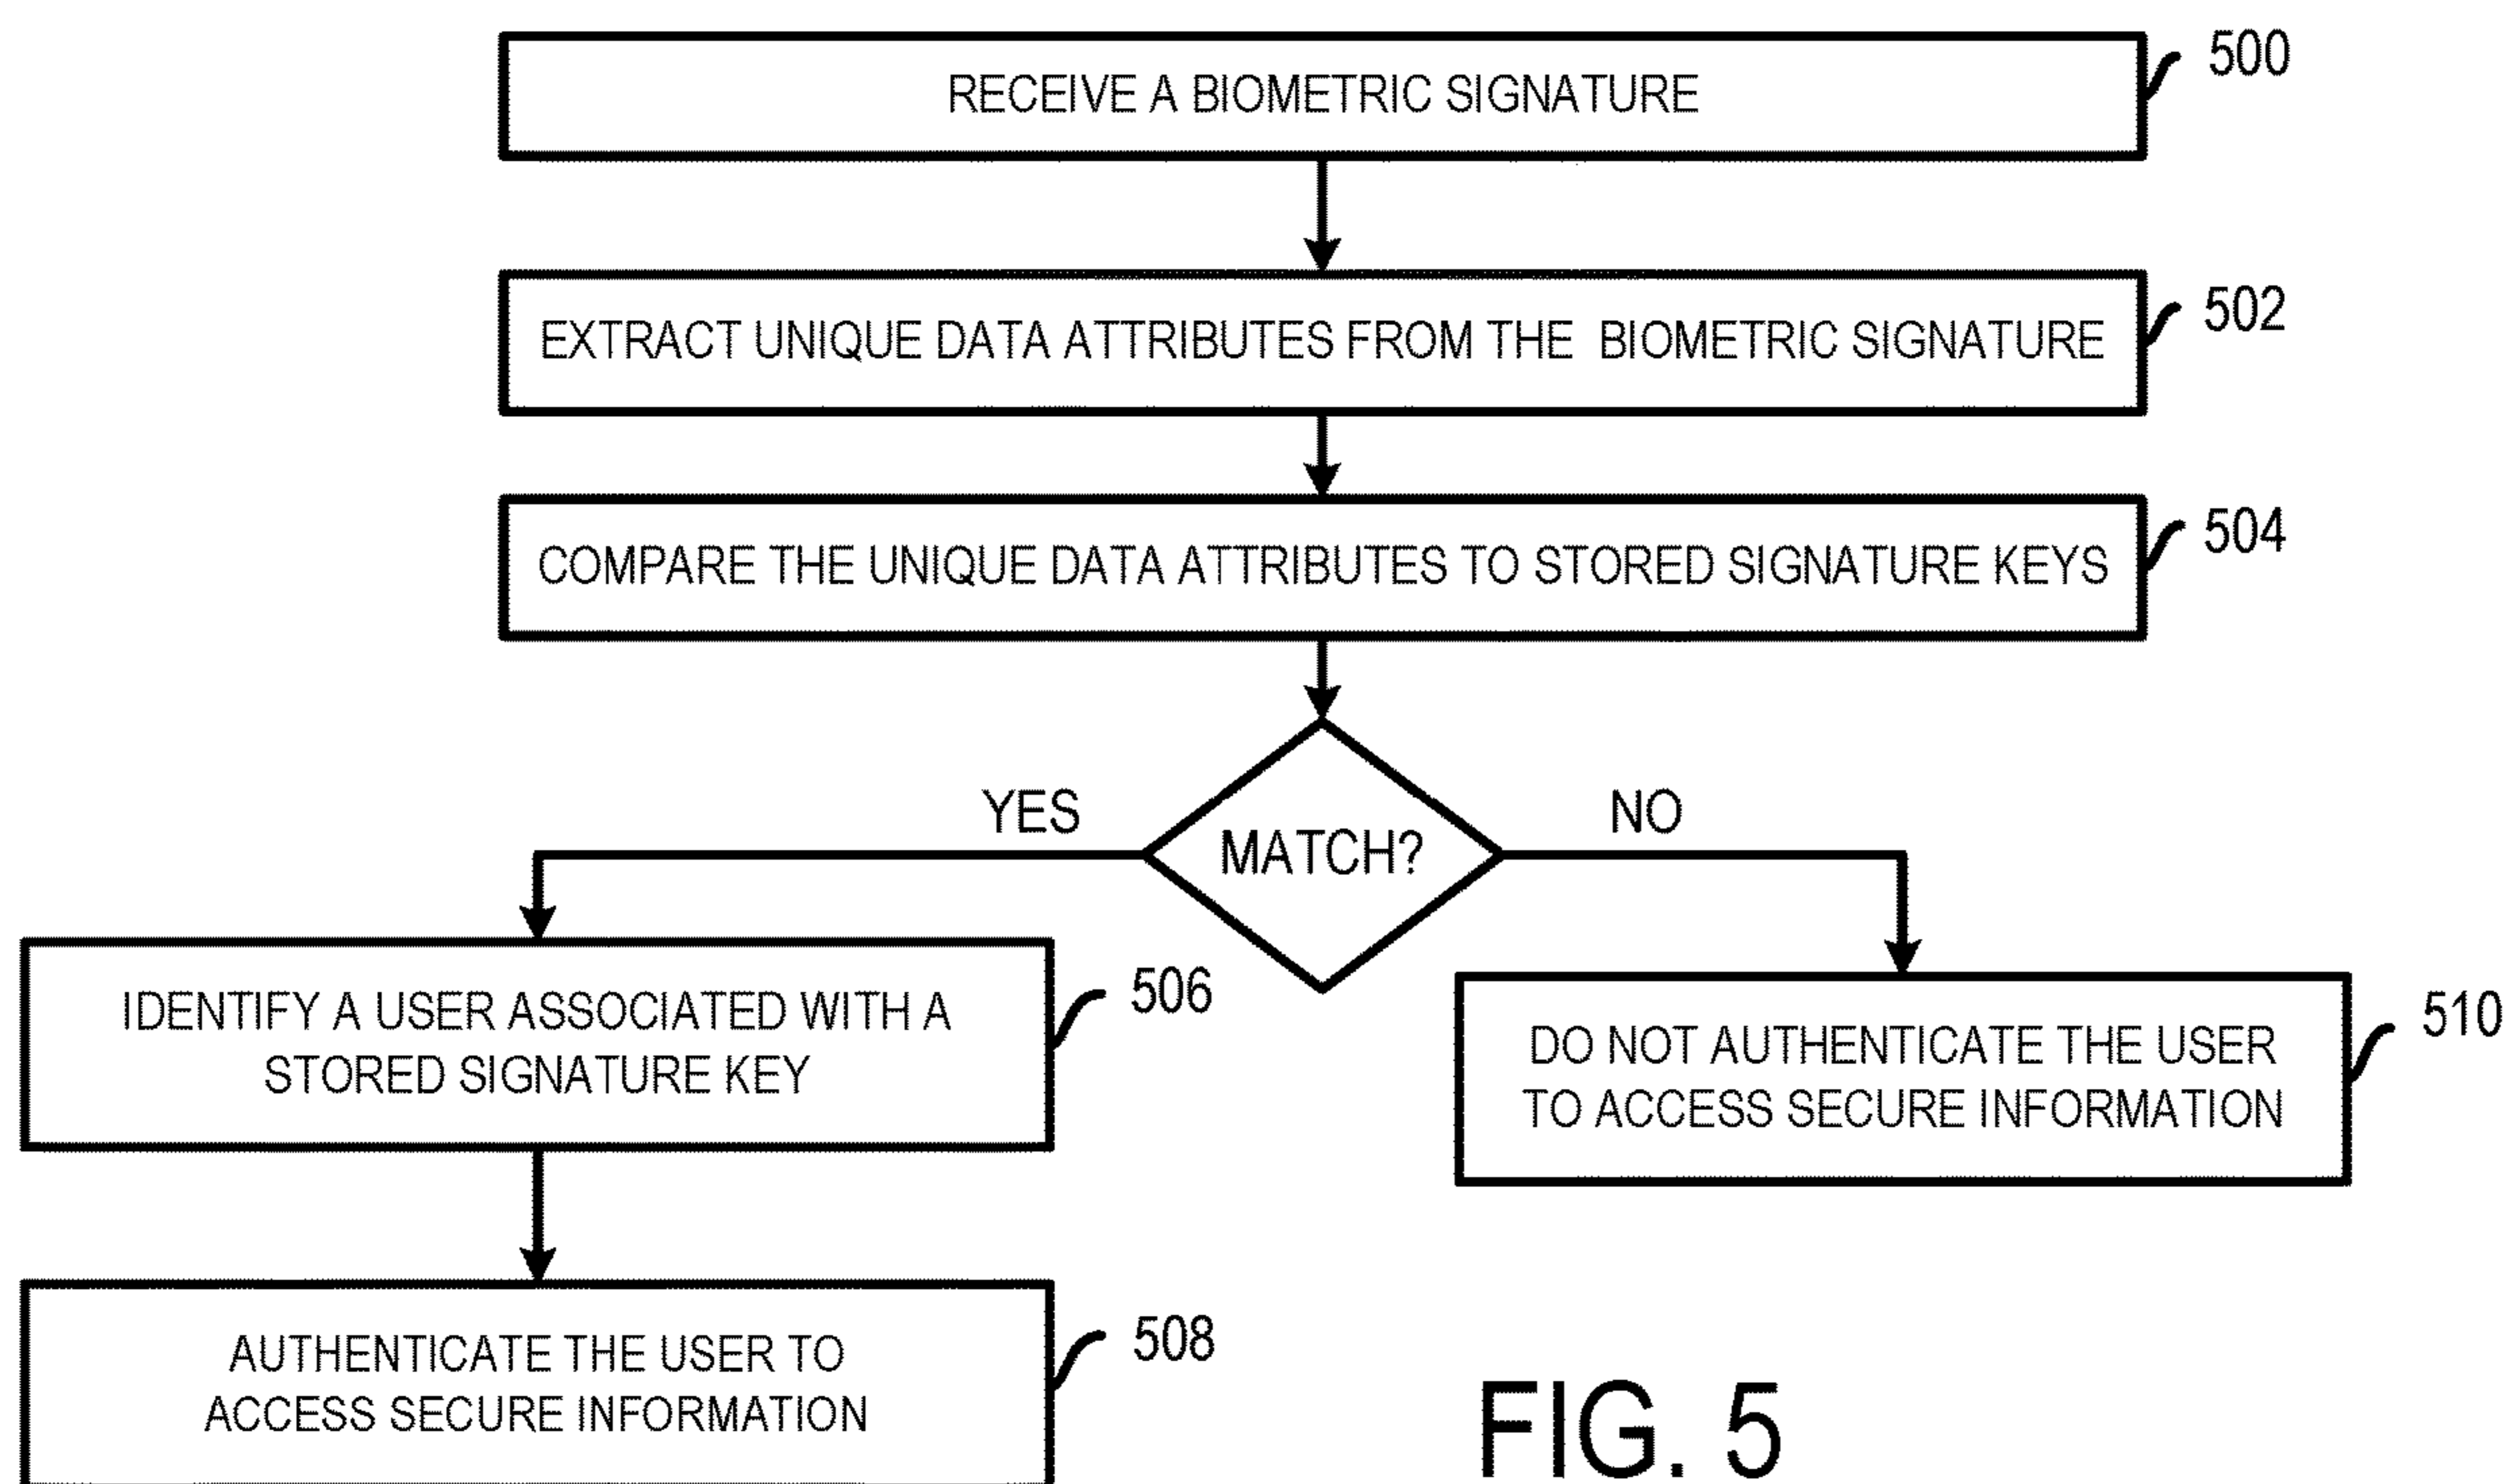 RECEIVE A BIOMETRIC SIGNATURE
500
EXTRACT UNIQUE DATA ATTRIBUTES FROM THE BIOMETRIC SIGNATURE
502
COMPARE THE UNIQUE DATA ATTRIBUTES TO STORED SIGNATURE KEYS
504
MATCH?
YES
NO
IDENTIFY A USER ASSOCIATED WITH A
STORED SIGNATURE KEY
506
DO NOT AUTHENTICATE THE USER
TO ACCESS SECURE INFORMATION
510
AUTHENTICATE THE USER TO
ACCESS SECURE INFORMATION
508
FIG. 5